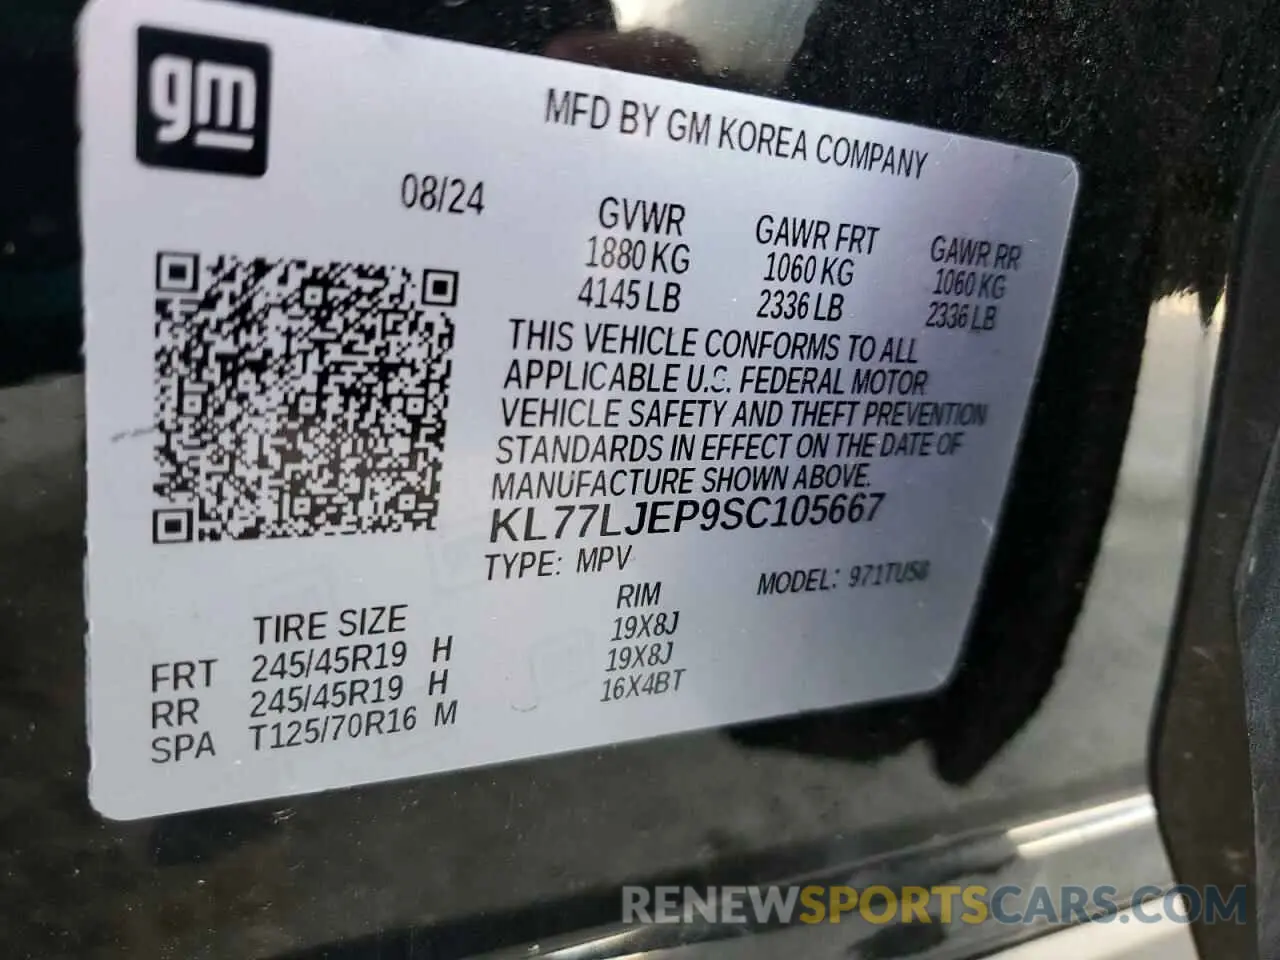 gm
MFD BY GM KOREA COMPANY
08/24
GVWR GAWR FRT GAWR RR
1880 KG 1060 KG 1060 KG
4145 LB 2336 LB 2336 LB
THIS VEHICLE CONFORMS TO ALL
APPLICABLE U.S. FEDERAL MOTOR
VEHICLE SAFETY AND THEFT PREVENTION
STANDARDS IN EFFECT ON THE DATE OF
MANUFACTURE SHOWN ABOVE.
KL77LJEP9SC105667
TYPE: MPV MODEL:
TIRE SIZE RIM
FRT 245/45R19 H 19X8J
RR 245/45R19 H 19X8J
SPA T125/70R16 M 16X4BT
RENEWSPORTSCARS.COM